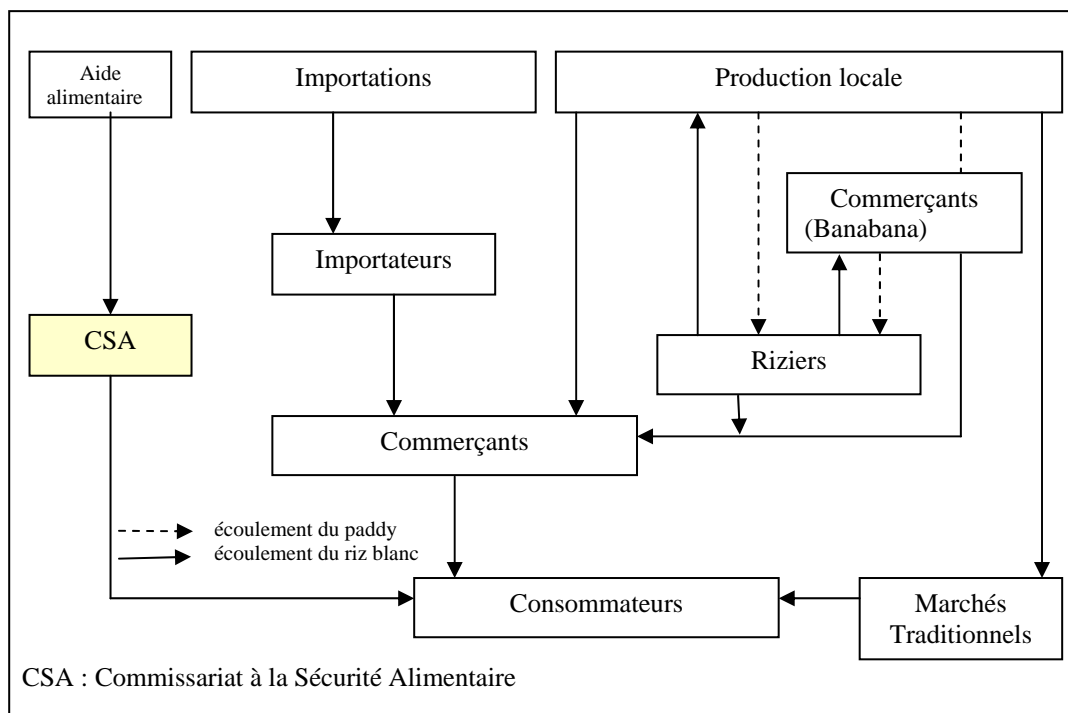 Aide
alimentaire
Importations
Production locale
Commerçants
(Banabana)
Importateurs
CSA
Riziers
Commerçants
écoulement du paddy
écoulement du riz blanc
Consommateurs
Marchés
Traditionnels
CSA : Commissariat à la Sécurité Alimentaire